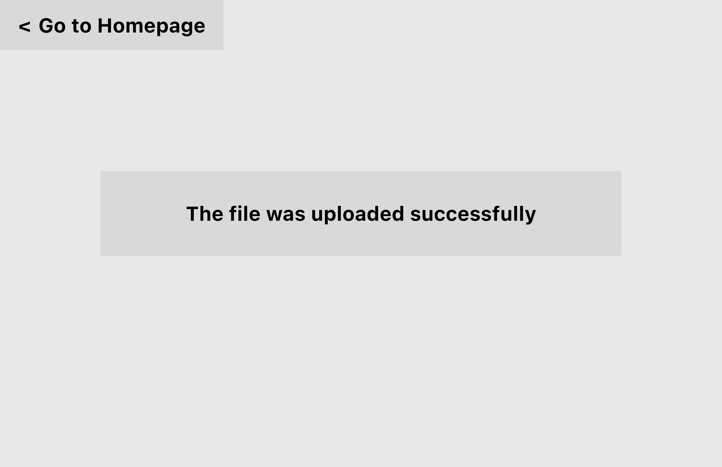 < Go to Homepage
The file was uploaded successfully